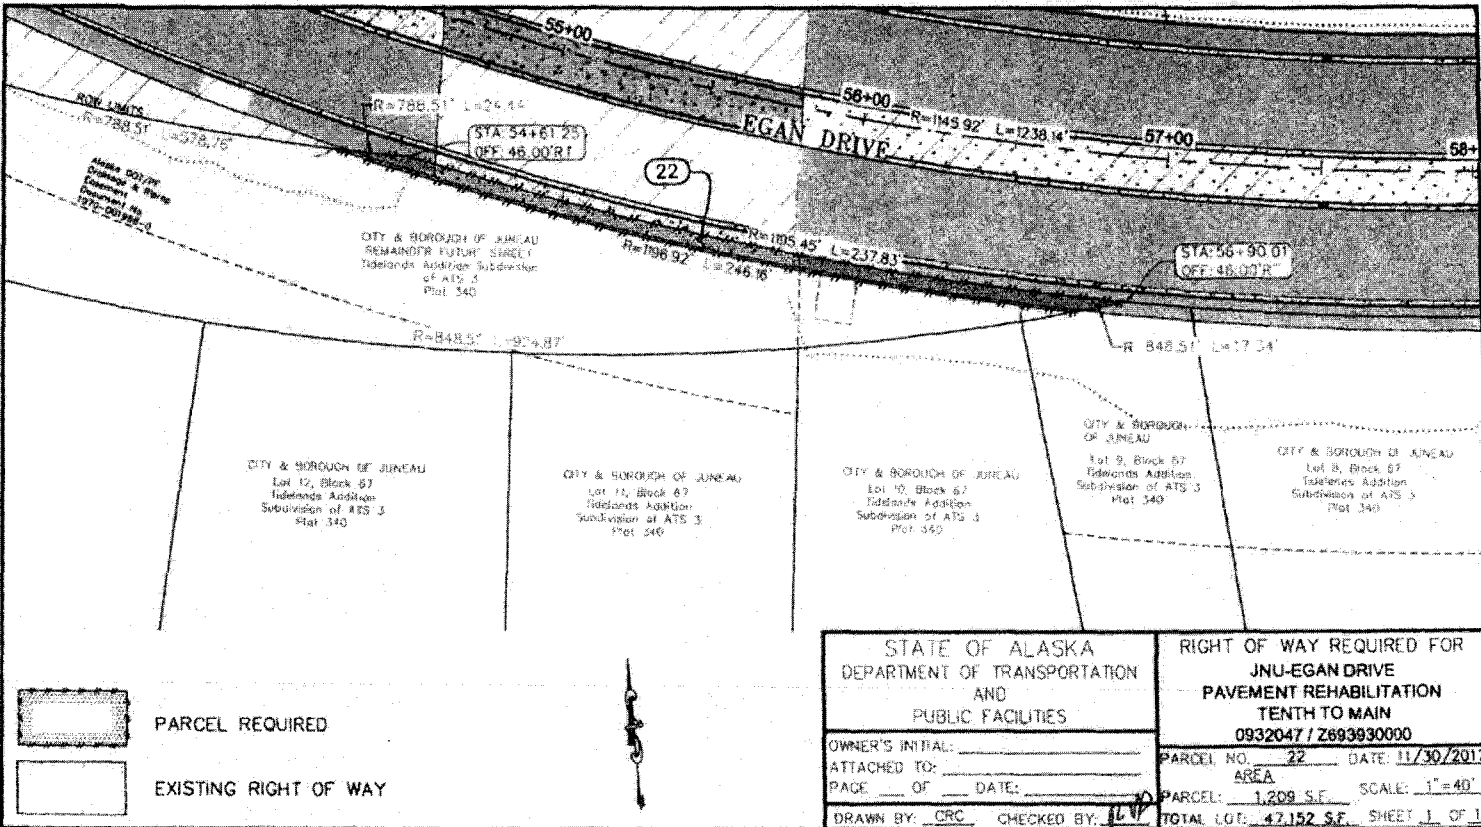 55+00
56+00
57+00
58+
EGAN DRIVE
R=1145.92' L=1238.14'
ROW LIMITS
R=788.51' L=578.76'
R=788.51' L=24.44'
STA: 54+61.25
OFF: 46.00'RT
22
R=1195.45' L=237.83'
R=1196.92' L=246.16'
STA: 56+90.01
OFF: 46.00'R
Alaska DOT/PF
Drainage &
Document No.
CITY & BOROUGH OF JUNEAU
REMAINDER FUTURE STREET
Tidelands Addition Subdivision
of ATS 3
Plat 340
R=848.51' L=924.87'
R 848.51' L=17.34'
CITY & BOROUGH OF JUNEAU
Lot 12, Block 67
Tidelands Addition
Subdivision of ATS 3
Plat 340
CITY & BOROUGH OF JUNEAU
Lot 11, Block 67
Tidelands Addition
Subdivision of ATS 3
Plat 340
CITY & BOROUGH OF JUNEAU
Lot 10, Block 67
Tidelands Addition
Subdivision of ATS 3
Plat 340
CITY & BOROUGH
OF JUNEAU
Lot 9, Block 67
Tidelands Addition
Subdivision of ATS 3
Plat 340
CITY & BOROUGH OF JUNEAU
Lot 8, Block 67
Tidelands Addition
Subdivision of ATS 3
Plat 340
PARCEL REQUIRED
EXISTING RIGHT OF WAY
STATE OF ALASKA
DEPARTMENT OF TRANSPORTATION
AND
PUBLIC FACILITIES
OWNER'S INITIAL:
ATTACHED TO:
PAGE ___ OF ___ DATE:
DRAWN BY: CRC CHECKED BY:
RIGHT OF WAY REQUIRED FOR
JNU-EGAN DRIVE
PAVEMENT REHABILITATION
TENTH TO MAIN
0932047 / Z693930000
PARCEL NO. 22 DATE: 11/30/2017
AREA
PARCEL: 1,209 S.F. SCALE: 1"=40'
TOTAL LOT: 47,152 S.F. SHEET 1 OF 1